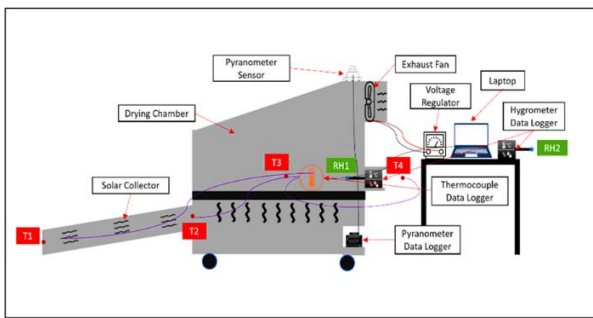 Pyranometer
Sensor
Exhaust Fan
Laptop
Voltage
Regulator
Hygrometer
Data Logger
Drying Chamber
RH2
T3
RH1
T4
Solar Collector
Thermocouple
Data Logger
T1
T2
Pyranometer
Data Logger